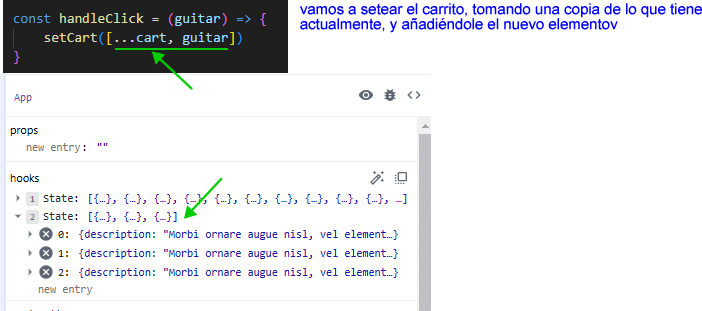 const handleClick = (guitar) => {
setCart([...cart, guitar])
}
vamos a setear el carrito, tomando una copia de lo que tiene
actualmente, y añadiéndole el nuevo elementov
App
props
new entry: ""
hooks
1 State: [{…}, {…}, {…}, {…}, {…}, {…}, {…}, {…}, {…}, {…}, …]
2 State: [{…}, {…}, {…}]
0: {description: "Morbi ornare augue nisl, vel element…}
1: {description: "Morbi ornare augue nisl, vel element…}
2: {description: "Morbi ornare augue nisl, vel element…}
new entry